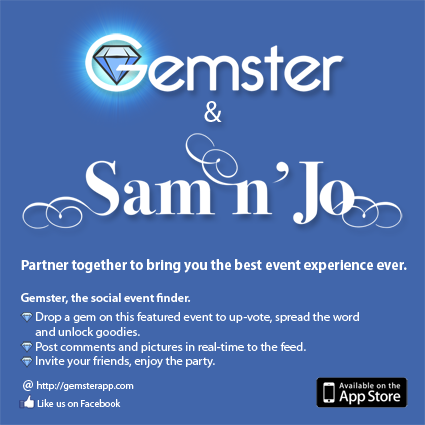 Gemster
&
Sam n' Jo
Partner together to bring you the best event experience ever.
Gemster, the social event finder.
Drop a gem on this featured event to up-vote, spread the word
and unlock goodies.
Post comments and pictures in real-time to the feed.
Invite your friends, enjoy the party.
@ http://gemsterapp.com
Like us on Facebook
Available on the
App Store